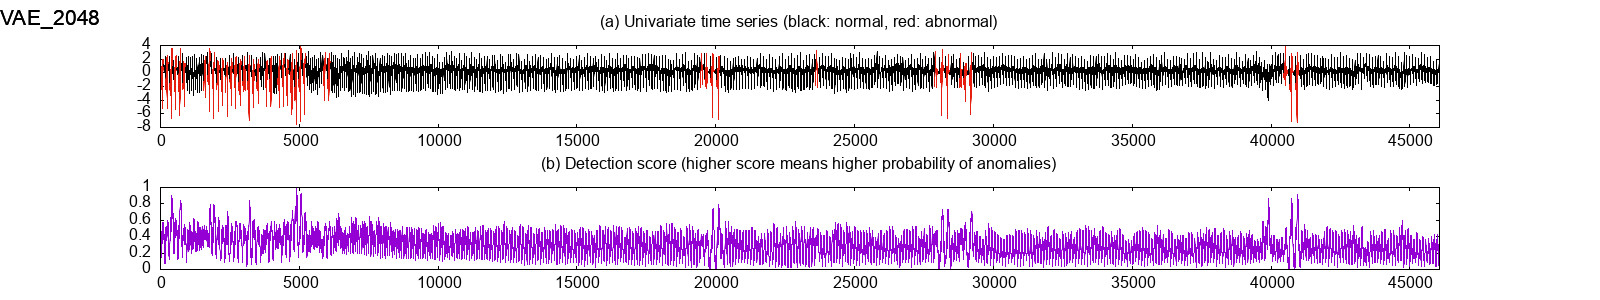 VAE_2048
(a) Univariate time series (black: normal, red: abnormal)
4
2
0
-2
-4
-6
-8
0 5000 10000 15000 20000 25000 30000 35000 40000 45000
(b) Detection score (higher score means higher probability of anomalies)
1
0.8
0.6
0.4
0.2
0
0 5000 10000 15000 20000 25000 30000 35000 40000 45000